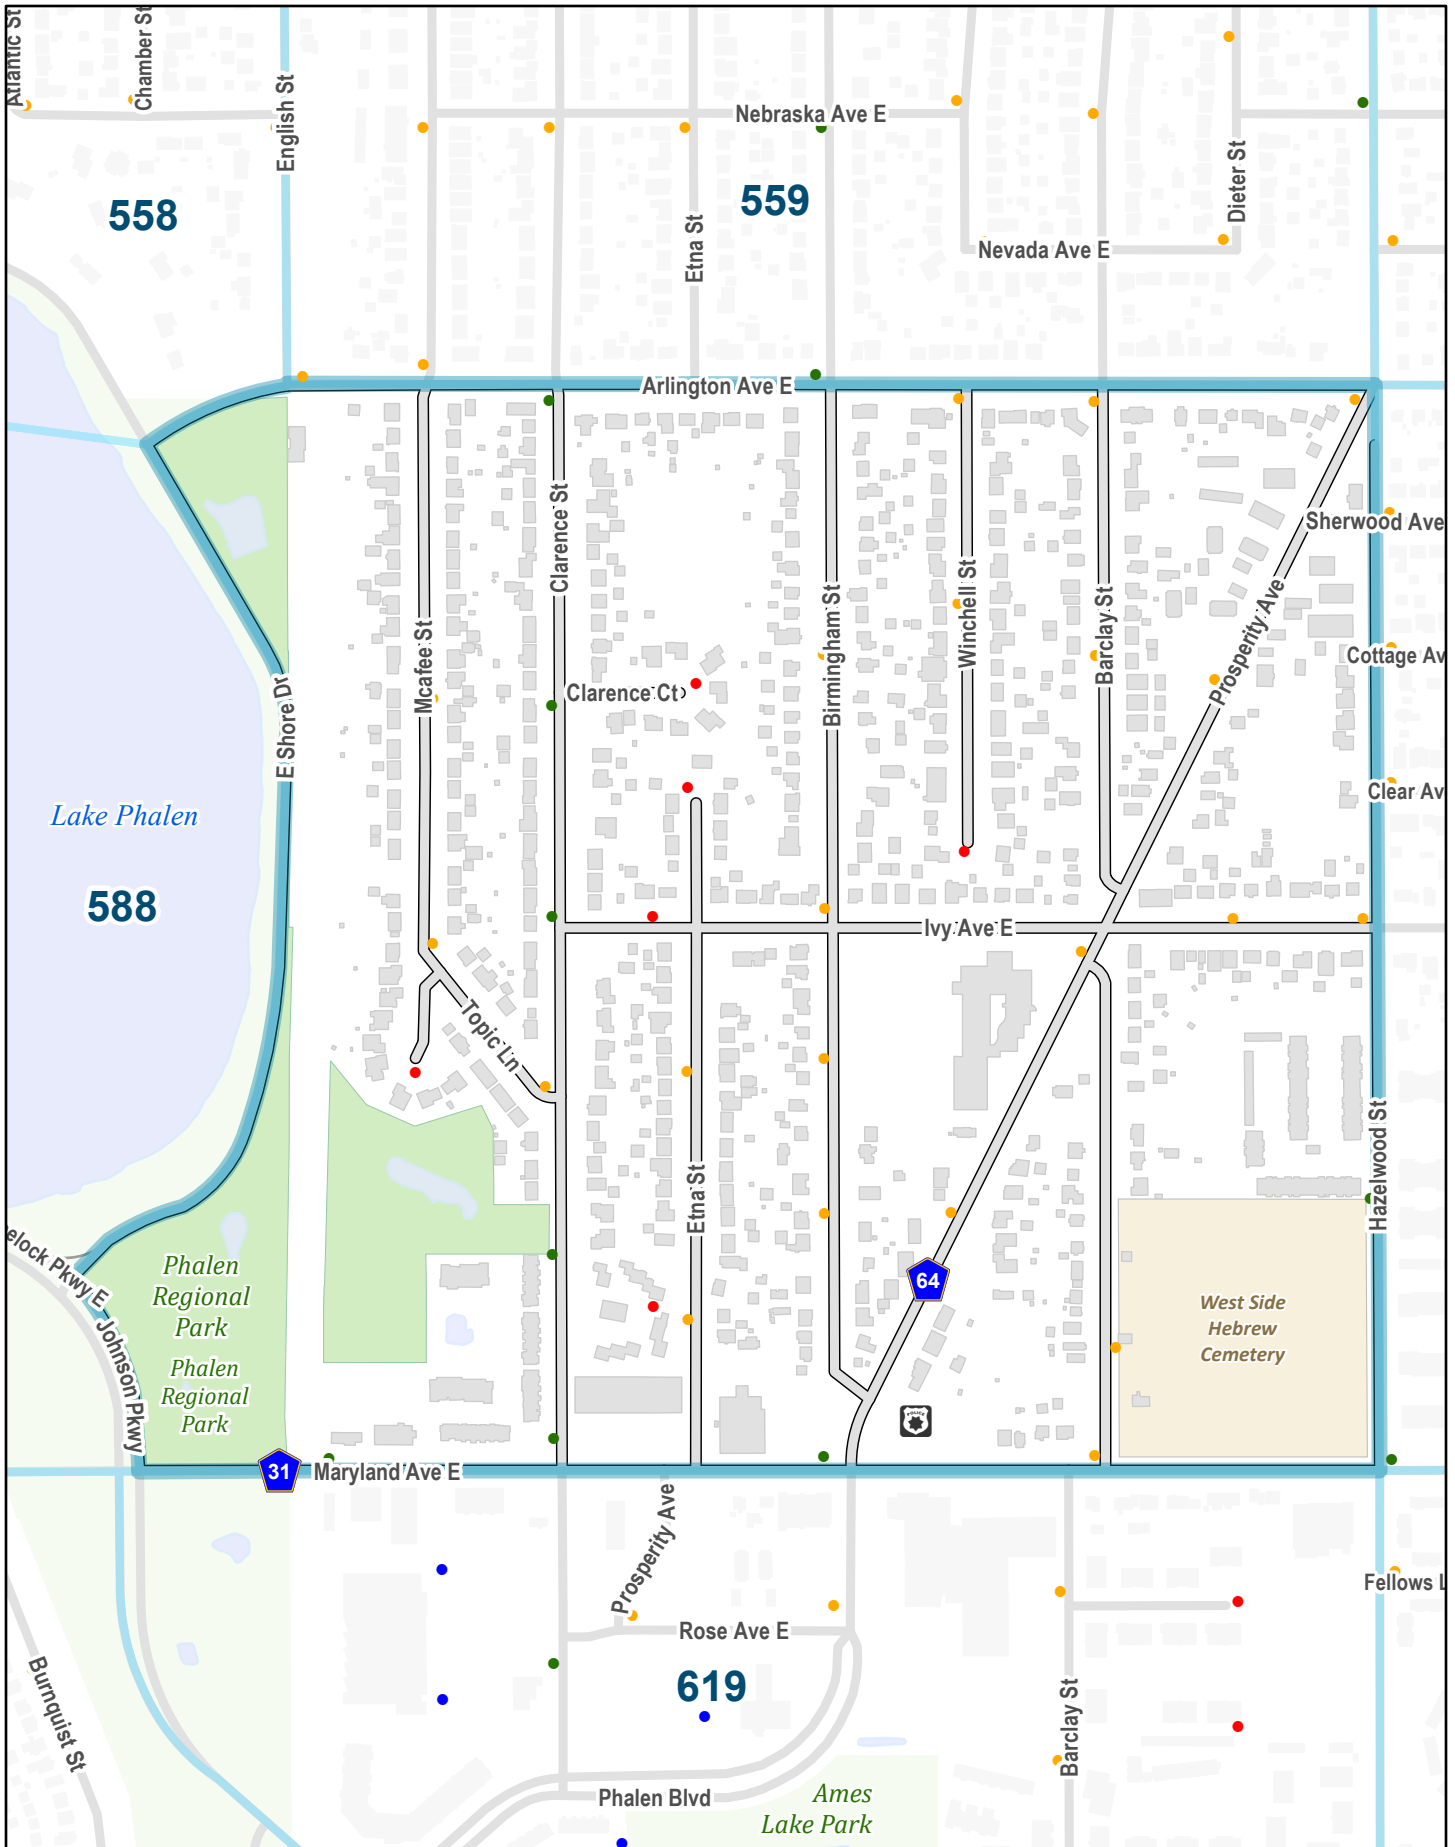 Atlantic St
Chamber St
English St
Nebraska Ave E
558
559
Etna St
Dieter St
Nevada Ave E
Arlington Ave E
Clarence St
Sherwood Ave
Mcafee St
Birmingham St
Winchell St
Barclay St
Prosperity Ave
Cottage Av
Clarence Ct
E Shore Dr
Clear Av
Lake Phalen
588
Ivy Ave E
Topic Ln
Etna St
Hazelwood St
elock Pkwy E
Phalen
Regional
Park
64
West Side
Hebrew
Cemetery
Johnson Pkwy
Phalen
Regional
Park
POLICE
31
Maryland Ave E
Prosperity Ave
Fellows L
Rose Ave E
619
Burnquist St
Barclay St
Phalen Blvd
Ames
Lake Park